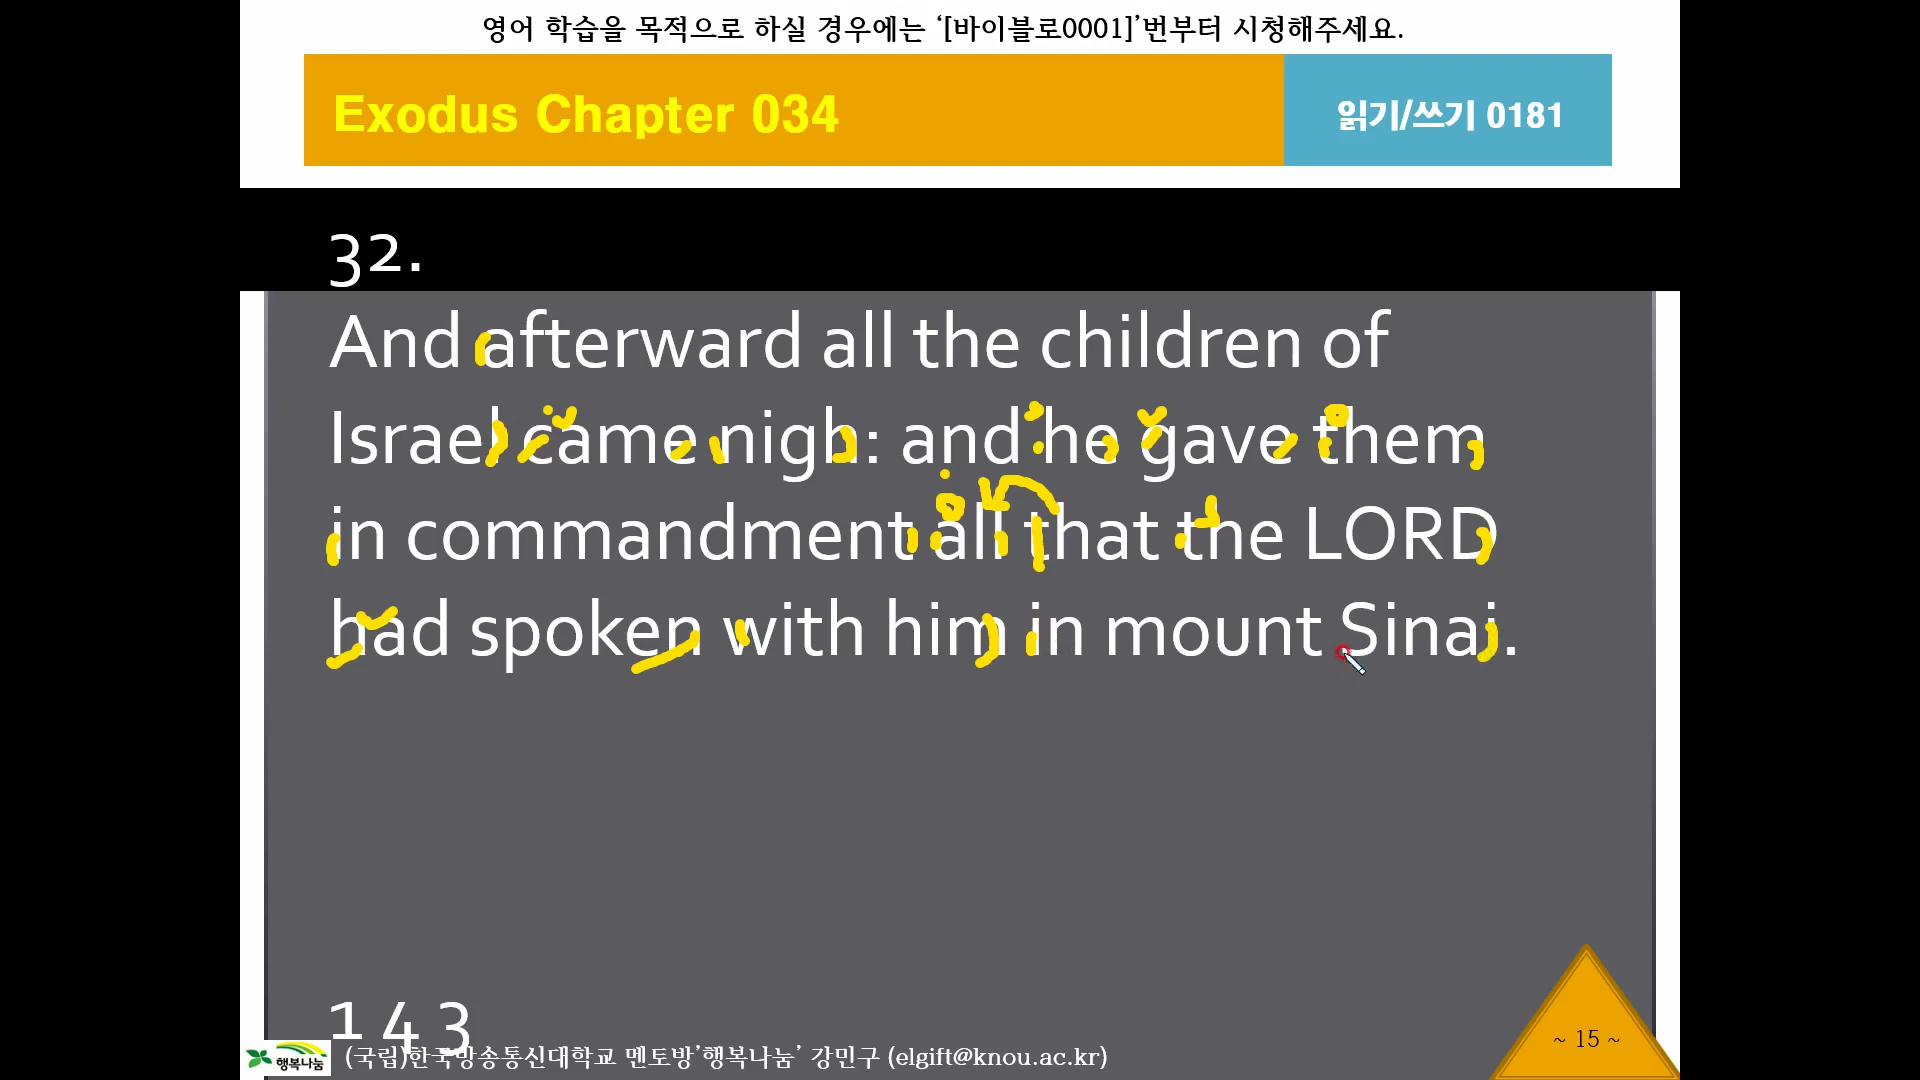 영어 학습을 목적으로 하실 경우에는 ‘[바이블로0001]’번부터 시청해주세요.
Exodus Chapter 034
읽기/쓰기 0181
32.
And afterward all the children of
Israel came nigh: and he gave them
in commandment all that the LORD
had spoken with him in mount Sinai.
143
행복나눔
(국립)한국방송통신대학교 멘토방’행복나눔’ 강민구 (elgift@knou.ac.kr)
~ 15 ~